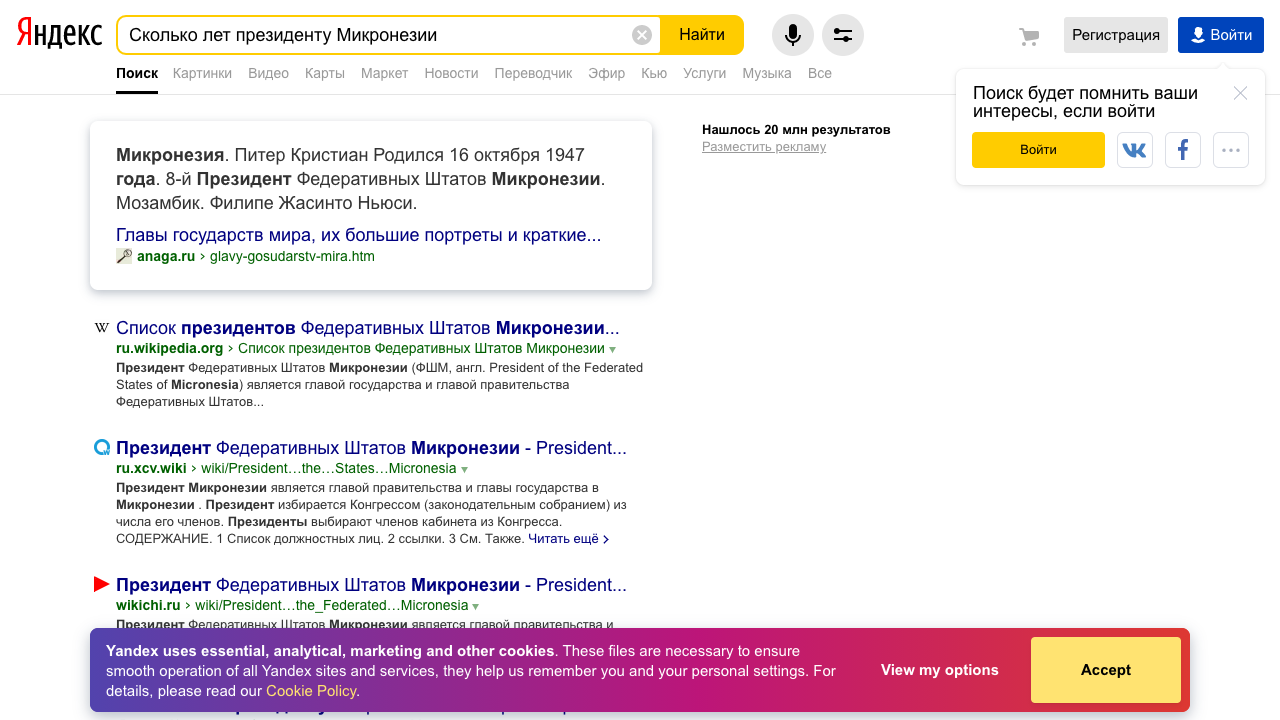 Яндекс
Сколько лет президенту Микронезии
Найти
Регистрация
Войти
Поиск Картинки Видео Карты Маркет Новости Переводчик Эфир Кью Услуги Музыка Все
Поиск будет помнить ваши
интересы, если войти
Войти
Нашлось 20 млн результатов
Разместить рекламу
Микронезия. Питер Кристиан Родился 16 октября 1947
года. 8-й Президент Федеративных Штатов Микронезии.
Мозамбик. Филипе Жасинто Ньюси.
Главы государств мира, их большие портреты и краткие...
anaga.ru › glavy-gosudarstv-mira.htm
Список президентов Федеративных Штатов Микронезии...
ru.wikipedia.org › Список президентов Федеративных Штатов Микронезии
Президент Федеративных Штатов Микронезии (ФШМ, англ. President of the Federated
States of Micronesia) является главой государства и главой правительства
Федеративных Штатов...
Президент Федеративных Штатов Микронезии - President...
ru.xcv.wiki › wiki/President…the…States…Micronesia
Президент Микронезии является главой правительства и главы государства в
Микронезии . Президент избирается Конгрессом (законодательным собранием) из
числа его членов. Президенты выбирают членов кабинета из Конгресса.
СОДЕРЖАНИЕ. 1 Список должностных лиц. 2 ссылки. 3 См. Также. Читать ещё ›
Президент Федеративных Штатов Микронезии - President...
wikichi.ru › wiki/President…the_Federated…Micronesia
Президент Федеративных Штатов Микронезии является главой правительства и
Yandex uses essential, analytical, marketing and other cookies. These files are necessary to ensure
smooth operation of all Yandex sites and services, they help us remember you and your personal settings. For
details, please read our Cookie Policy.
View my options
Accept